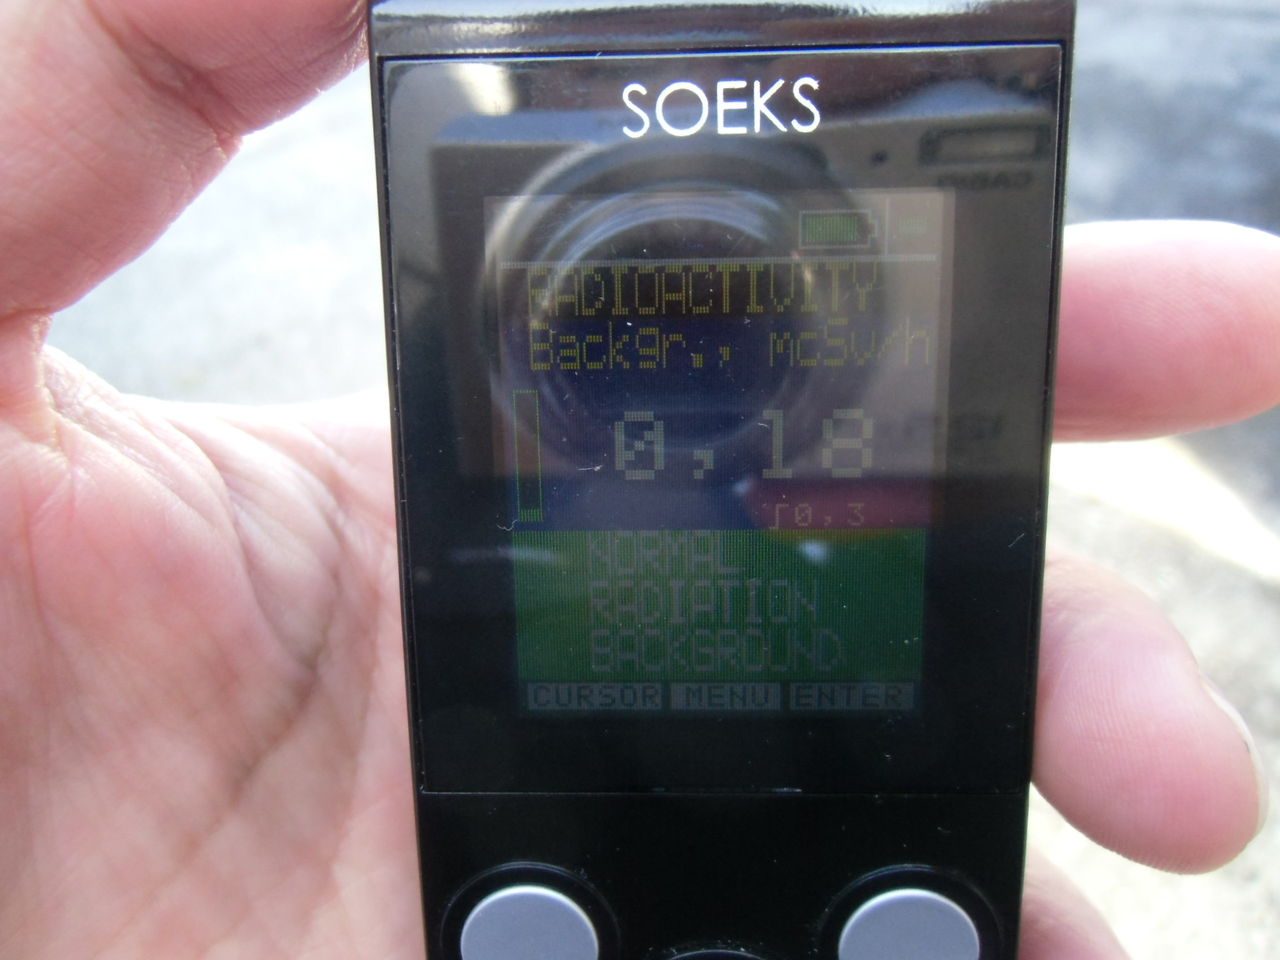 SOEKS
RADIOACTIVITY
Backgr., mcSv/h
0,18
⎧0,3
NORMAL
RADIATION
BACKGROUND
CURSOR MENU ENTER